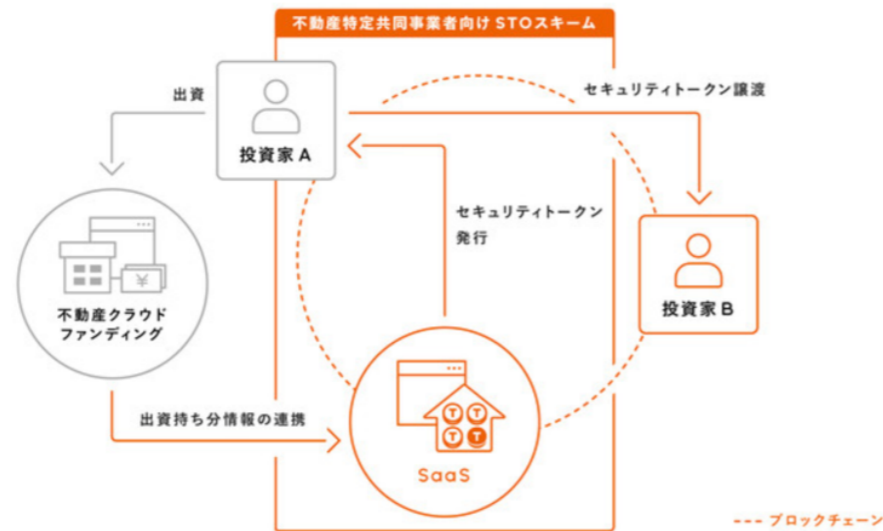 不動産特定共同事業者向け STOスキーム
出資
投資家 A
セキュリティトークン譲渡
セキュリティトークン
発行
投資家 B
¥
不動産クラウド
ファンディング
出資持ち分情報の連携
T T
T T
SaaS
ブロックチェーン